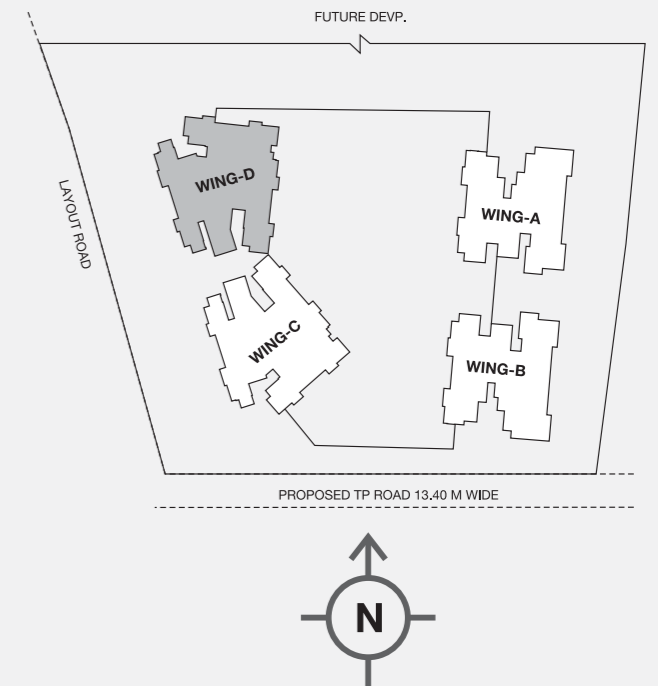 FUTURE DEVP.
WING-D
WING-A
LAYOUT ROAD
WING-C
WING-B
PROPOSED TP ROAD 13.40 M WIDE
N